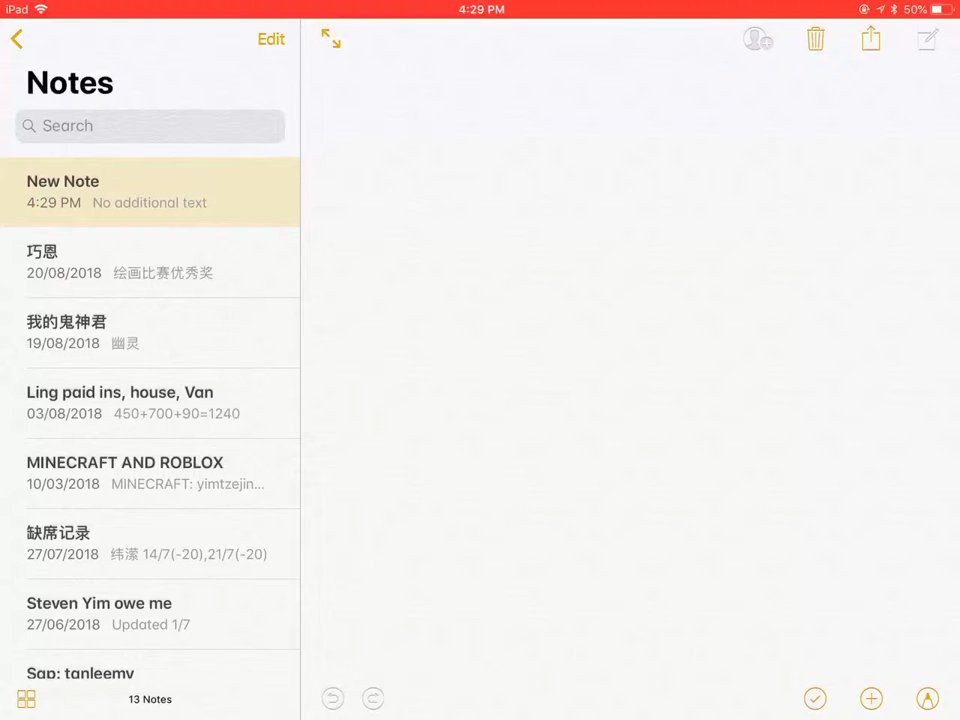 iPad 4:29 PM 50%
Edit
Notes
Search
New Note
4:29 PM No additional text
巧恩
20/08/2018 绘画比赛优秀奖
我的鬼神君
19/08/2018 幽灵
Ling paid ins, house, Van
03/08/2018 450+700+90=1240
MINECRAFT AND ROBLOX
10/03/2018 MINECRAFT: yimtzejin...
缺席记录
27/07/2018 纬潆 14/7(-20),21/7(-20)
Steven Yim owe me
27/06/2018 Updated 1/7
Sap: tanleemy
13 Notes